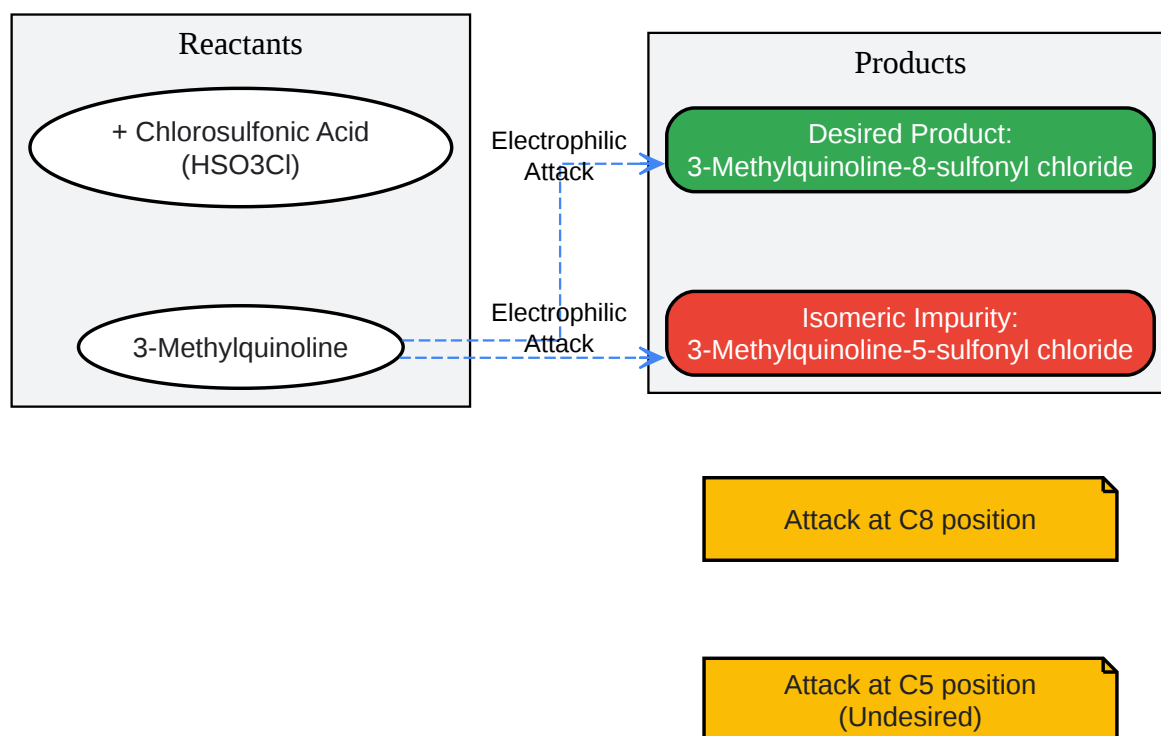 Reactants
+ Chlorosulfonic Acid
(HSO3Cl)
3-Methylquinoline
Electrophilic
Attack
Electrophilic
Attack
Products
Desired Product:
3-Methylquinoline-8-sulfonyl chloride
Isomeric Impurity:
3-Methylquinoline-5-sulfonyl chloride
Attack at C8 position
Attack at C5 position
(Undesired)